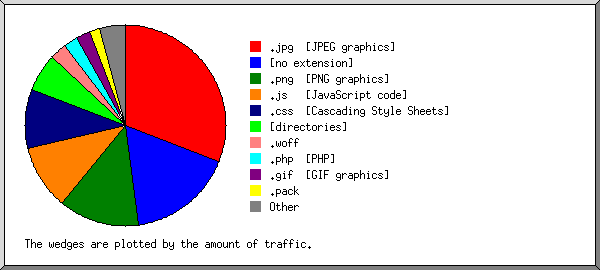 .jpg [JPEG graphics]
[no extension]
.png [PNG graphics]
.js [JavaScript code]
.css [Cascading Style Sheets]
[directories]
.woff
.php [PHP]
.gif [GIF graphics]
.pack
Other
The wedges are plotted by the amount of traffic.